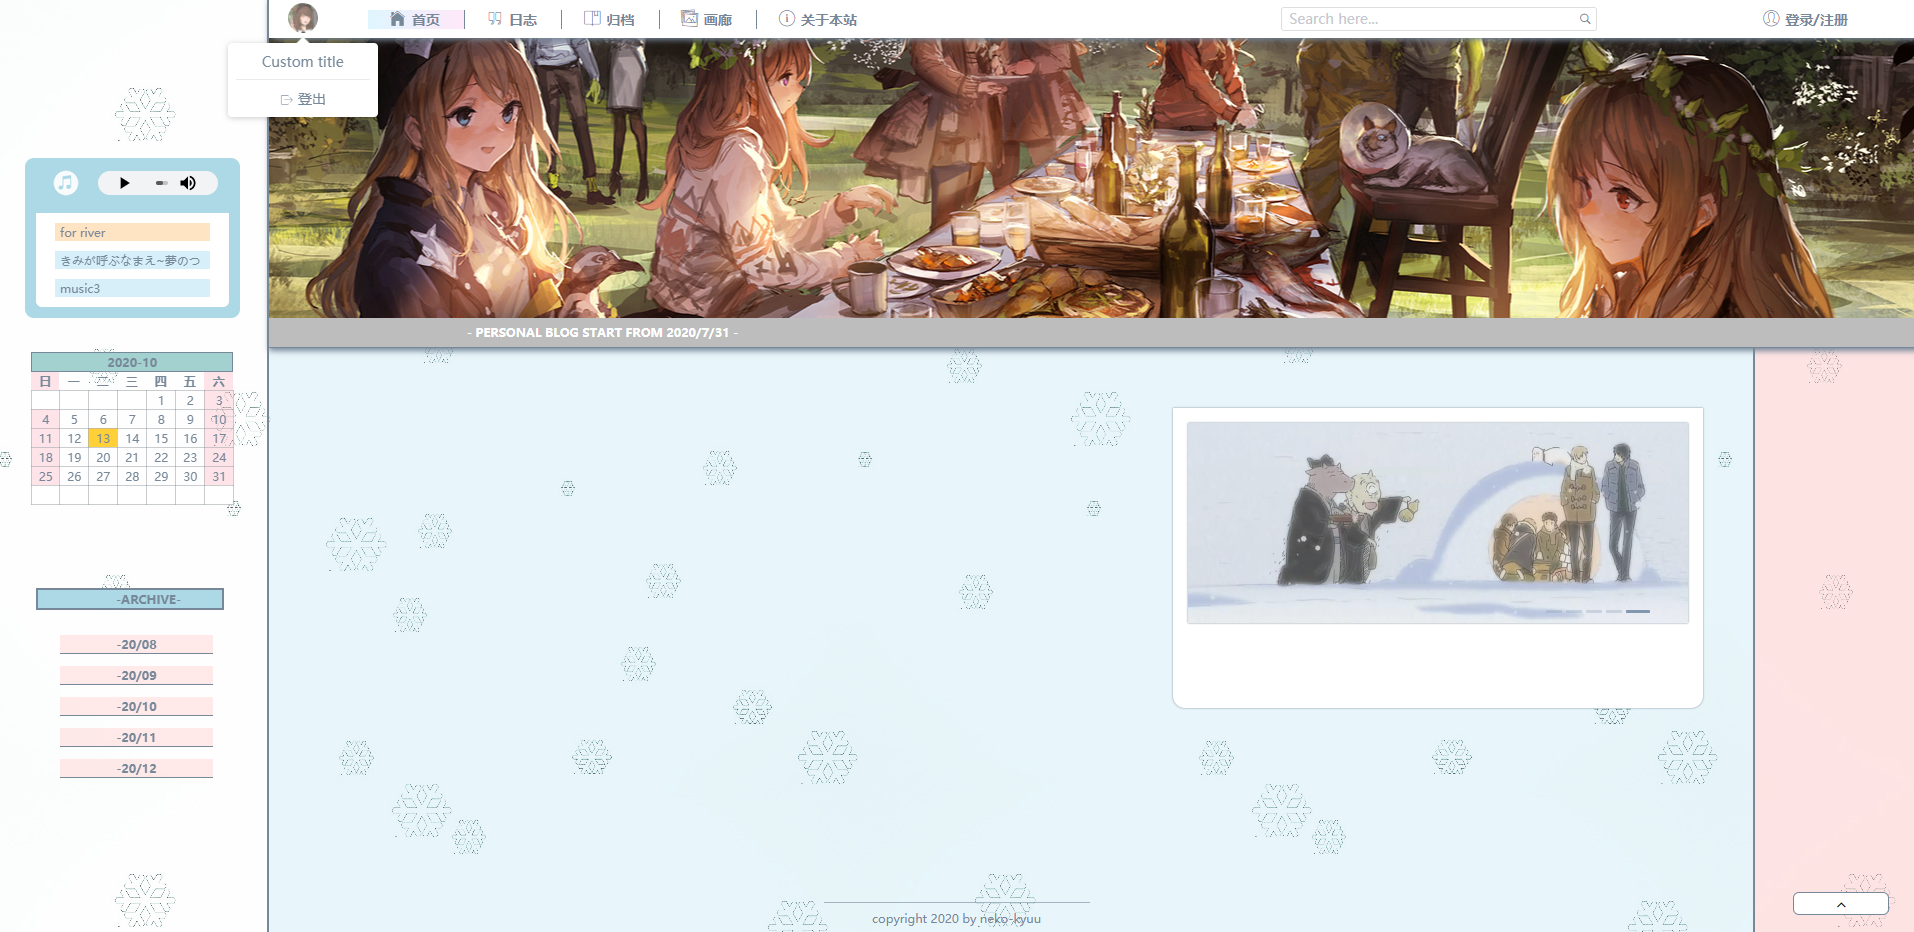 首页 日志 归档 画廊 关于本站 Search here... 登录/注册
Custom title
登出
for river
きみが呼ぶなまえ~夢のつ
music3
- PERSONAL BLOG START FROM 2020/7/31 -
2020-10
日 一 二 三 四 五 六
1 2 3
4 5 6 7 8 9 10
11 12 13 14 15 16 17
18 19 20 21 22 23 24
25 26 27 28 29 30 31
-ARCHIVE-
-20/08
-20/09
-20/10
-20/11
-20/12
copyright 2020 by neko-kyuu